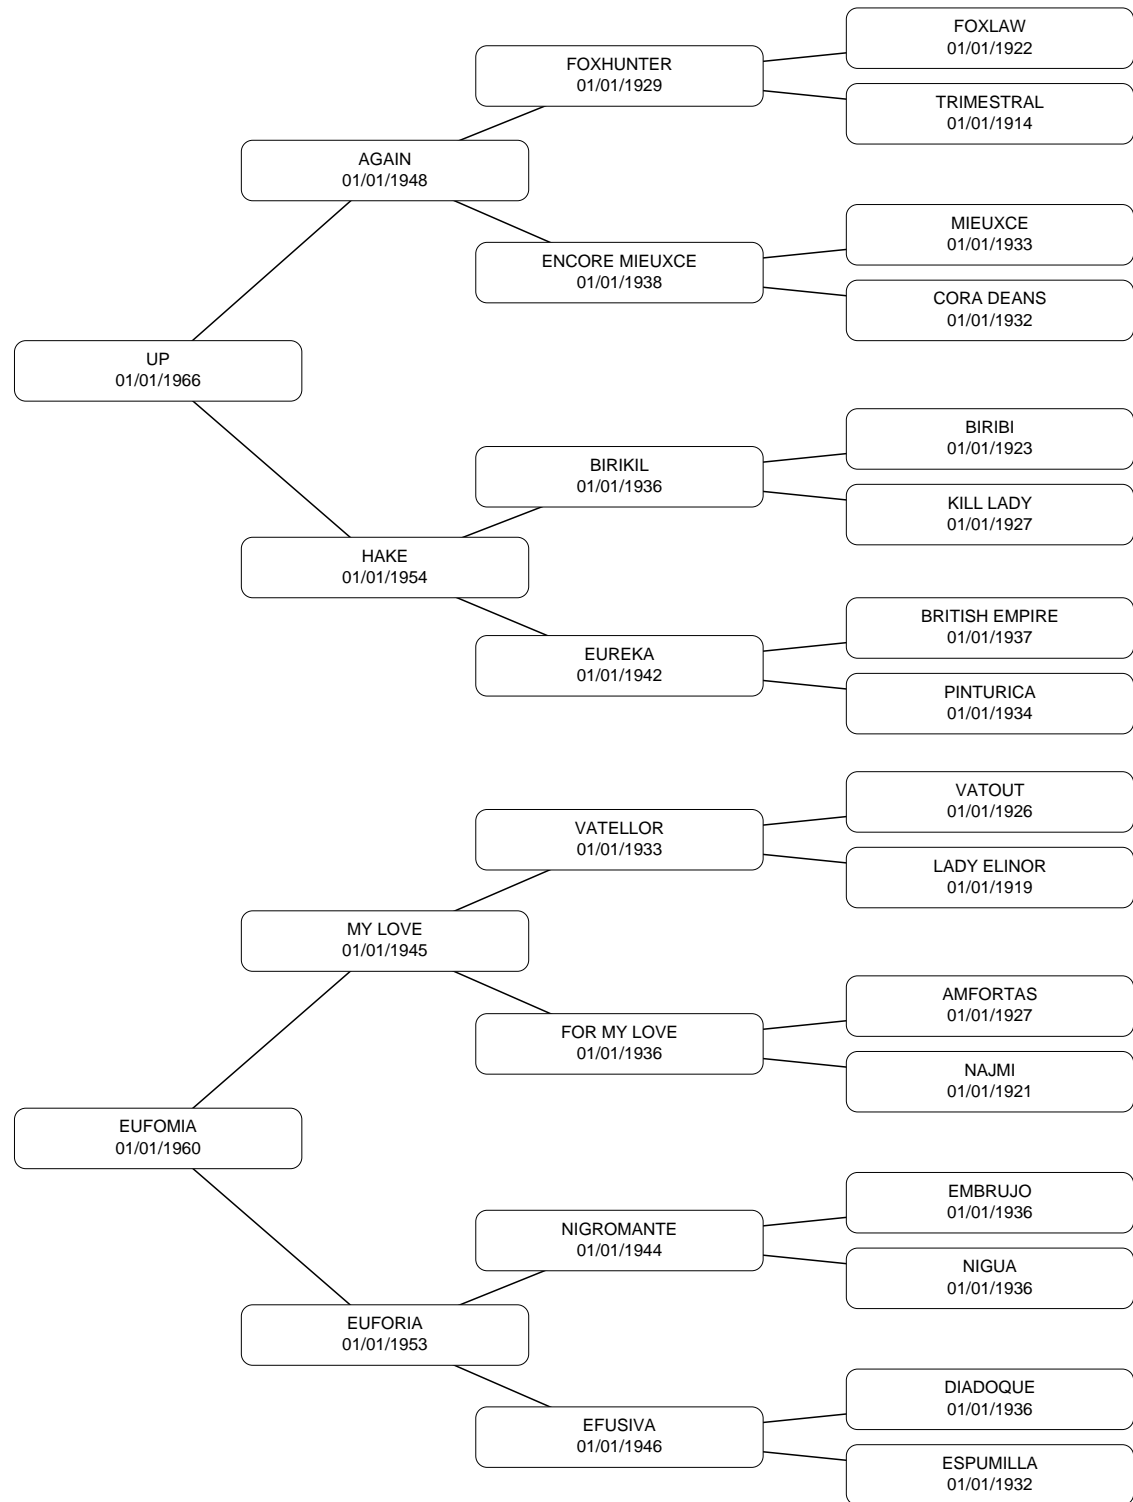 FOXLAW
01/01/1922
FOXHUNTER
01/01/1929
TRIMESTRAL
01/01/1914
AGAIN
01/01/1948
MIEUXCE
01/01/1933
ENCORE MIEUXCE
01/01/1938
CORA DEANS
01/01/1932
UP
01/01/1966
BIRIBI
01/01/1923
BIRIKIL
01/01/1936
KILL LADY
01/01/1927
HAKE
01/01/1954
BRITISH EMPIRE
01/01/1937
EUREKA
01/01/1942
PINTURICA
01/01/1934
VATOUT
01/01/1926
VATELLOR
01/01/1933
LADY ELINOR
01/01/1919
MY LOVE
01/01/1945
AMFORTAS
01/01/1927
FOR MY LOVE
01/01/1936
NAJMI
01/01/1921
EUFOMIA
01/01/1960
EMBRUJO
01/01/1936
NIGROMANTE
01/01/1944
NIGUA
01/01/1936
EUFORIA
01/01/1953
DIADOQUE
01/01/1936
EFUSIVA
01/01/1946
ESPUMILLA
01/01/1932